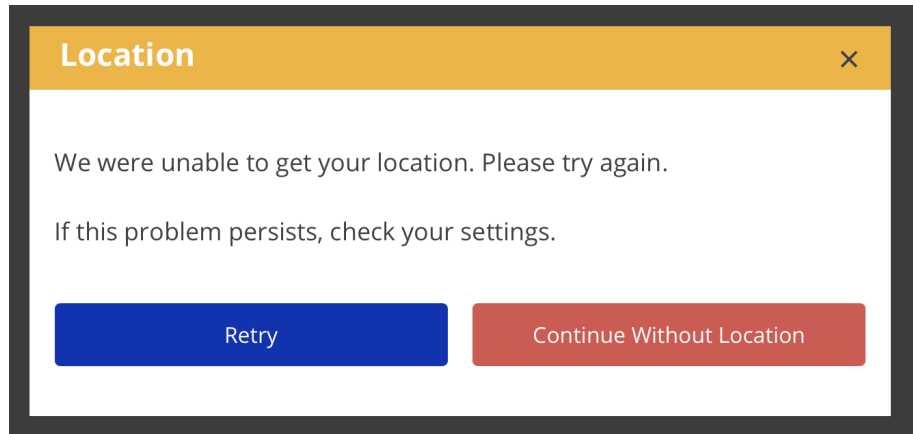 Location
We were unable to get your location. Please try again.
If this problem persists, check your settings.
Retry
Continue Without Location